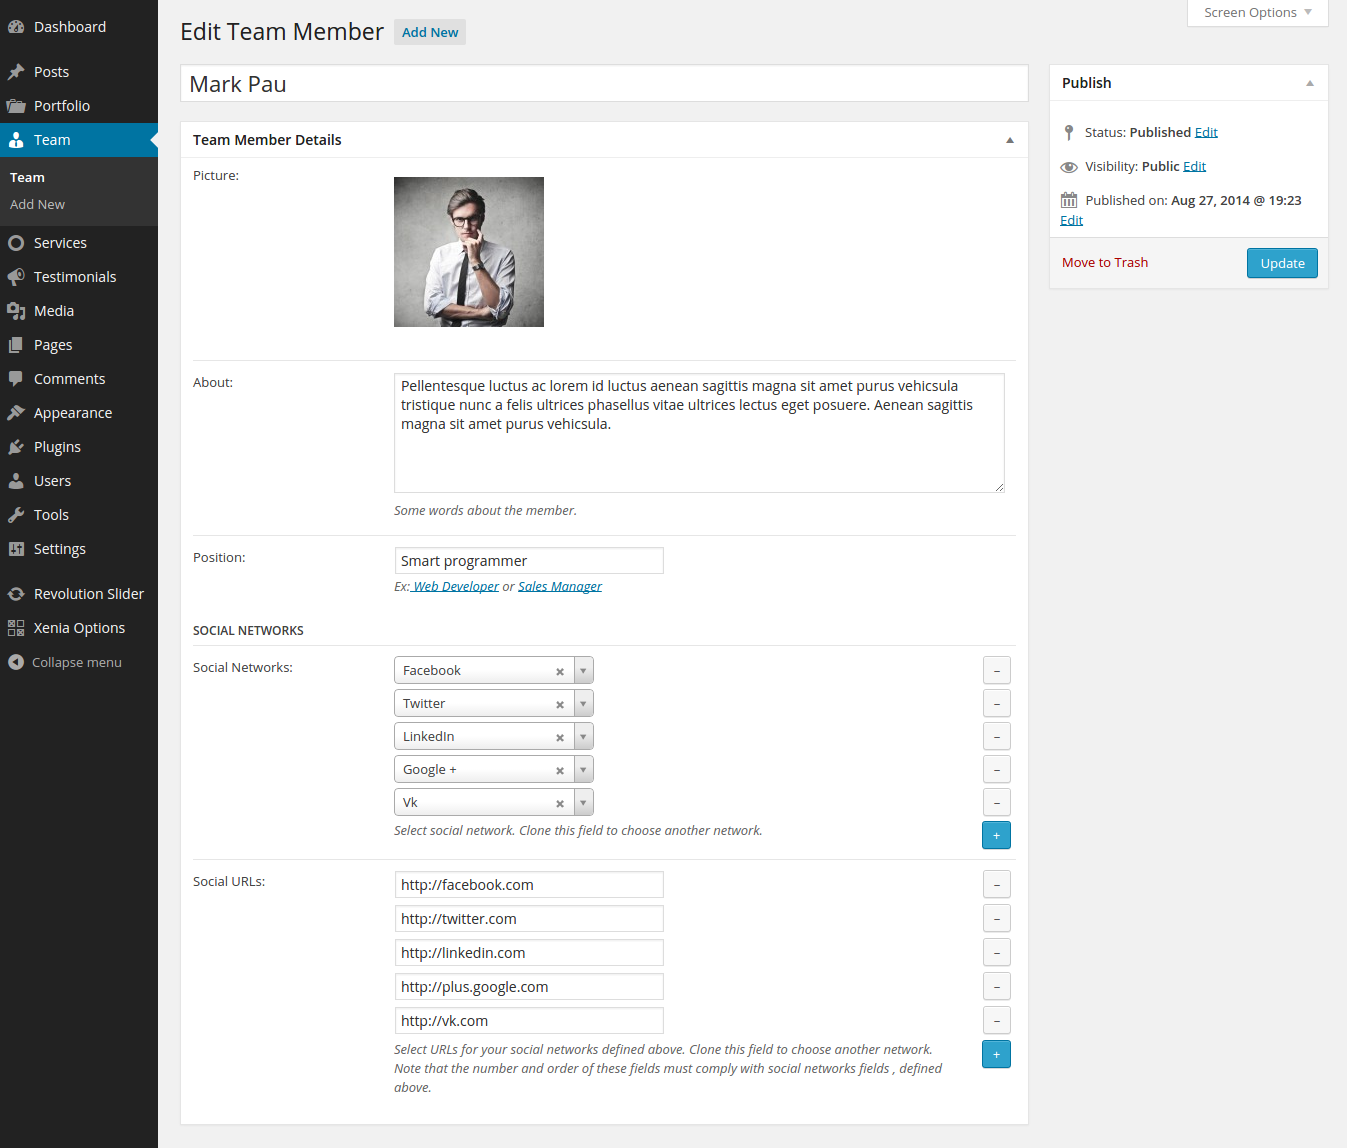 Dashboard
Posts
Portfolio
Team
Team
Add New
Services
Testimonials
Media
Pages
Comments
Appearance
Plugins
Users
Tools
Settings
Revolution Slider
Xenia Options
Collapse menu
Screen Options
Edit Team Member Add New
Mark Pau
Team Member Details
Picture:
About:
Pellentesque luctus ac lorem id luctus aenean sagittis magna sit amet purus vehicsula
tristique nunc a felis ultrices phasellus vitae ultrices lectus eget posuere. Aenean sagittis
magna sit amet purus vehicsula.
Some words about the member.
Position:
Smart programmer
Ex: Web Developer or Sales Manager
SOCIAL NETWORKS
Social Networks:
Facebook
Twitter
LinkedIn
Google +
Vk
Select social network. Clone this field to choose another network.
Social URLs:
http://facebook.com
http://twitter.com
http://linkedin.com
http://plus.google.com
http://vk.com
Select URLs for your social networks defined above. Clone this field to choose another network.
Note that the number and order of these fields must comply with social networks fields , defined
above.
Publish
Status: Published Edit
Visibility: Public Edit
Published on: Aug 27, 2014 @ 19:23
Edit
Move to Trash
Update